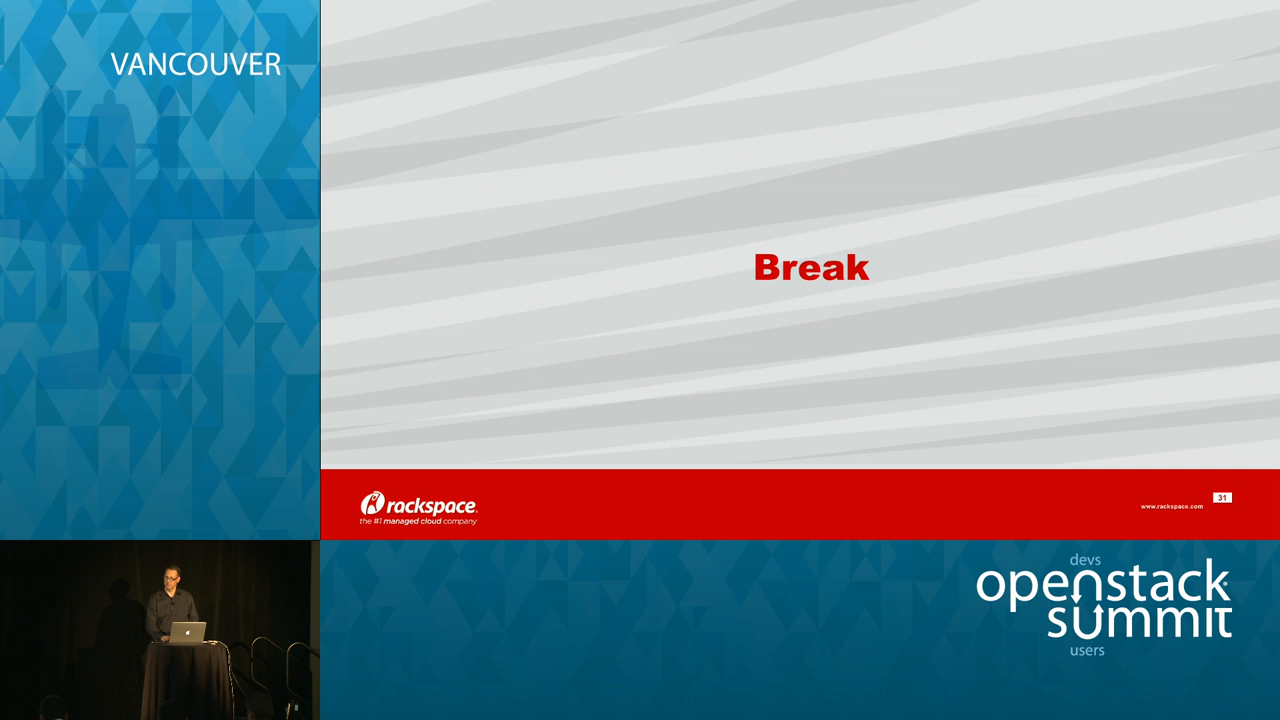 VANCOUVER
Break
rackspace
the #1 managed cloud company
www.rackspace.com
31
devs
openstack
summit
users